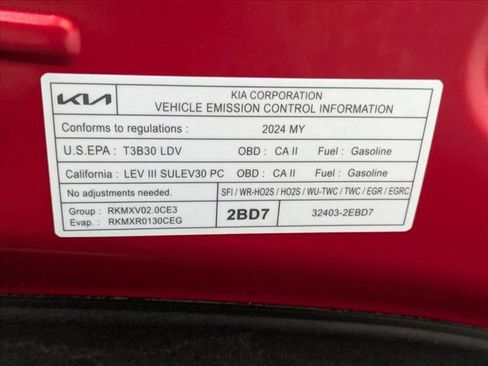 KIA
KIA CORPORATION
VEHICLE EMISSION CONTROL INFORMATION
Conforms to regulations : 2024 MY
U.S.EPA : T3B30 LDV OBD : CA II Fuel : Gasoline
California : LEV III SULEV30 PC OBD : CA II Fuel : Gasoline
No adjustments needed. SFI / WR-HO2S / HO2S / WU-TWC / TWC / EGR / EGRC
Group : RKMXV02.0CE3
Evap. : RKMXR0130CEG
2BD7
32403-2EBD7